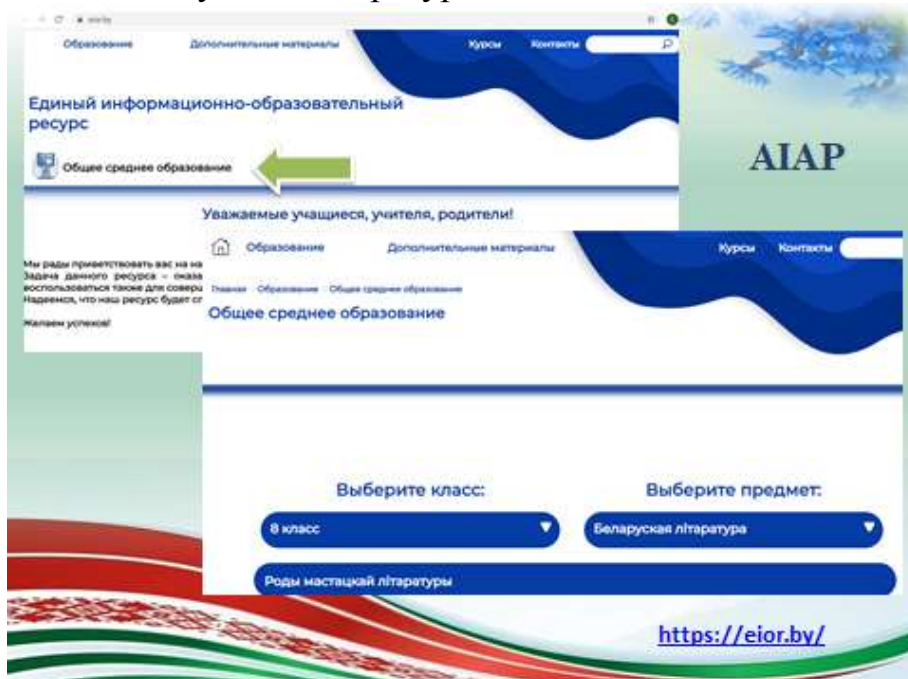 eior.by
Образование Дополнительные материалы Курсы Контакты
Единый информационно-образовательный
ресурс
Общее среднее образование
АІАР
Уважаемые учащиеся, учителя, родители!
Мы рады приветствовать вас на на
Задача данного ресурса – оказа
воспользоваться также для соверш
Надеемся, что наш ресурс будет сп
Желаем успехов!
Образование Дополнительные материалы Курсы Контакты
Главная Образование Общее среднее образование
Общее среднее образование
Выберите класс: Выберите предмет:
8 класс Беларуская літаратура
Роды мастацкай літаратуры
https://eior.by/